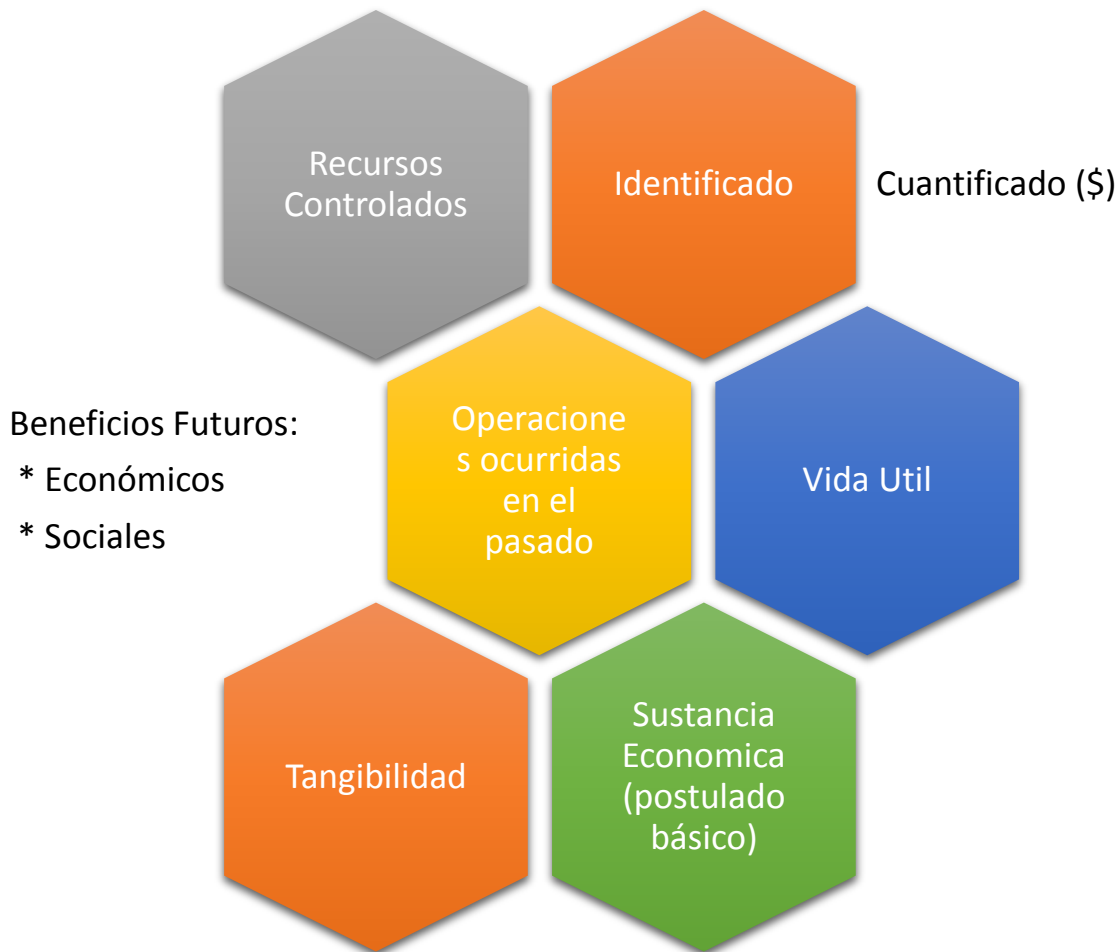 Recursos
Controlados
Identificado
Cuantificado ($)
Beneficios Futuros:
* Económicos
* Sociales
Operacione
s ocurridas
en el
pasado
Vida Util
Tangibilidad
Sustancia
Economica
(postulado
básico)